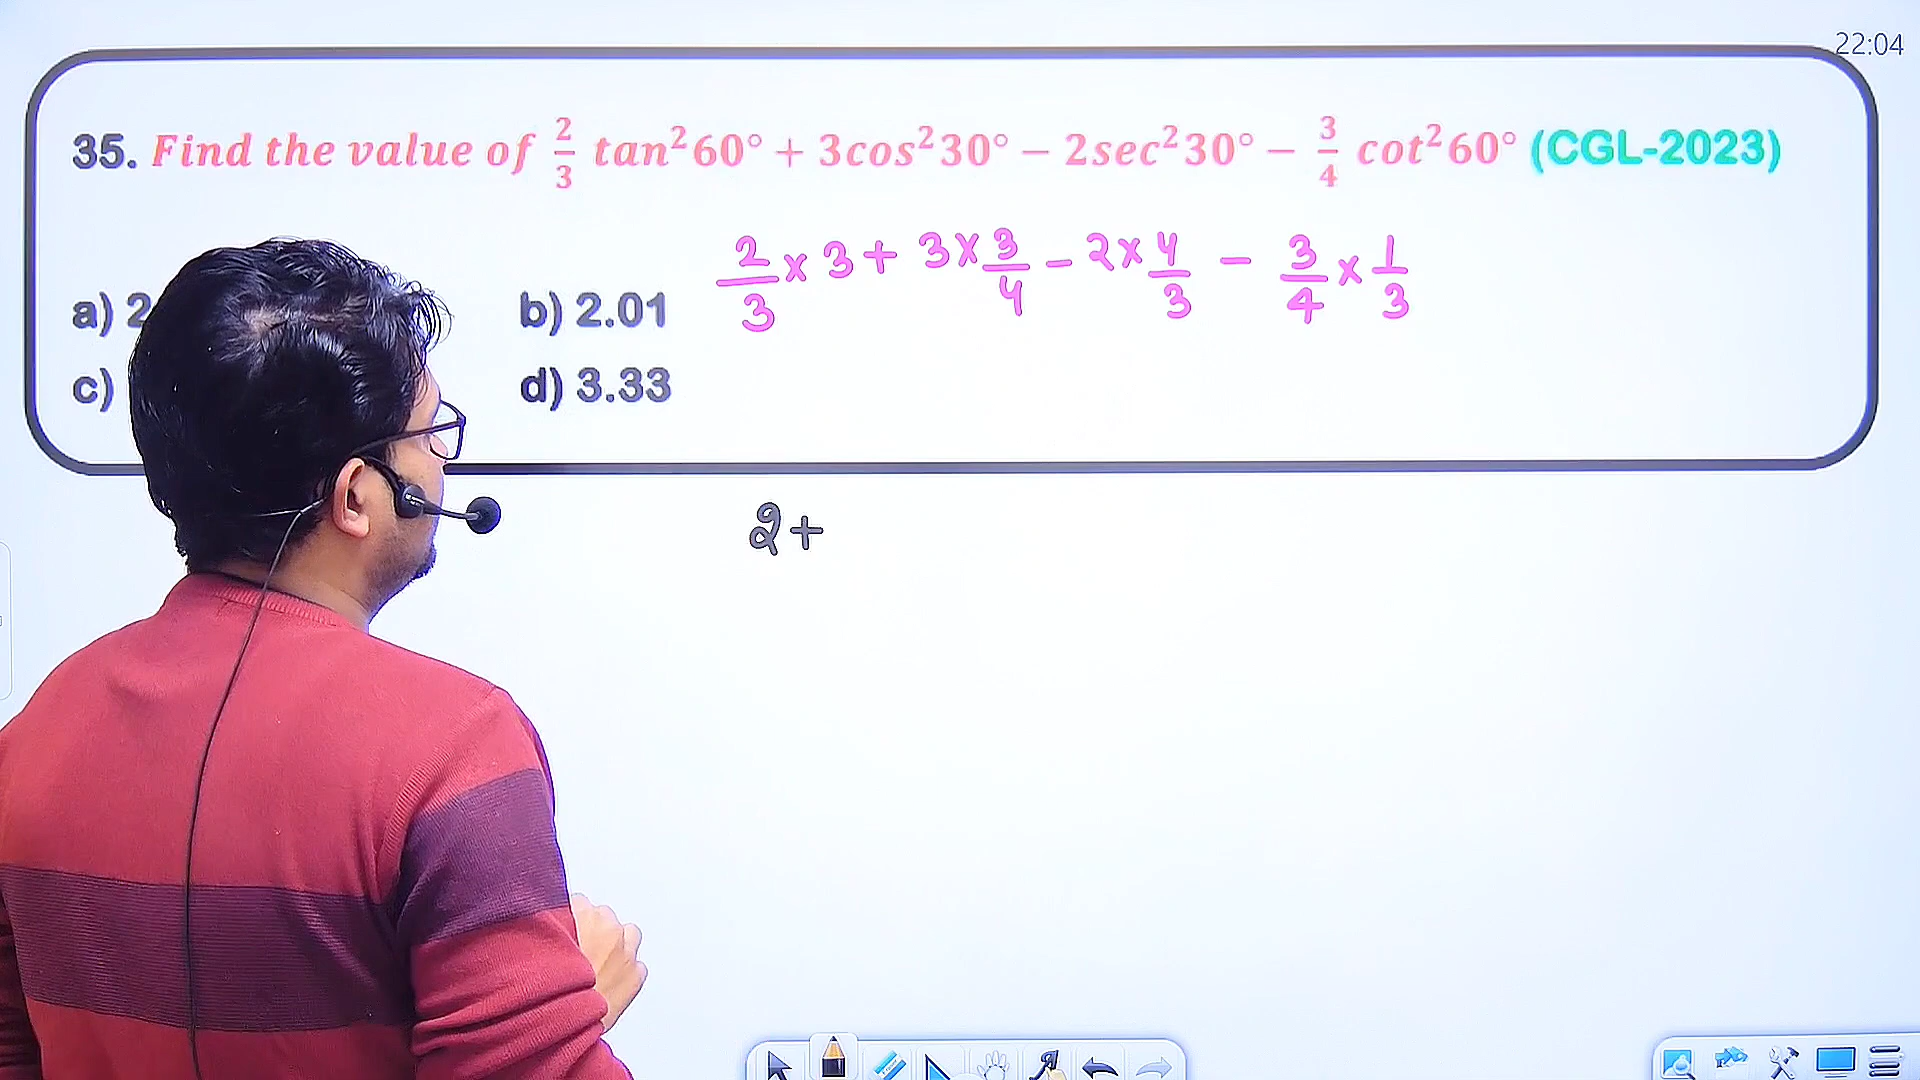 22:04
35. Find the value of 2/3 tan²60° + 3cos²30° − 2sec²30° − 3/4 cot²60° (CGL-2023)
2/3 × 3 + 3 × 3/4 − 2 × 4/3 − 3/4 × 1/3
a) 2 b) 2.01
c) d) 3.33
2 +